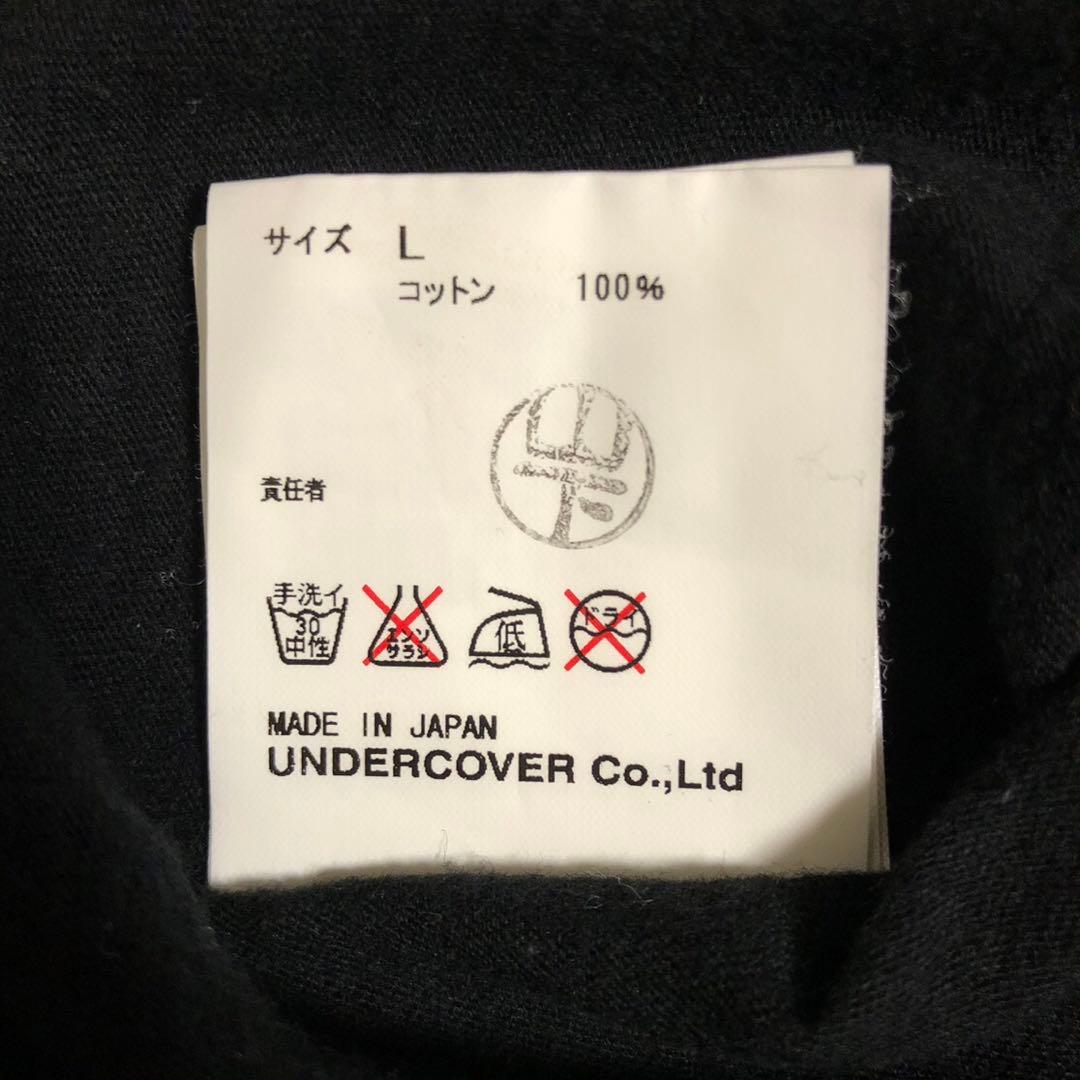 サイズ L
コットン 100%
責任者
手洗イ
30
中性
エンソ
サラシ
低
ドライ
MADE IN JAPAN
UNDERCOVER Co.,Ltd